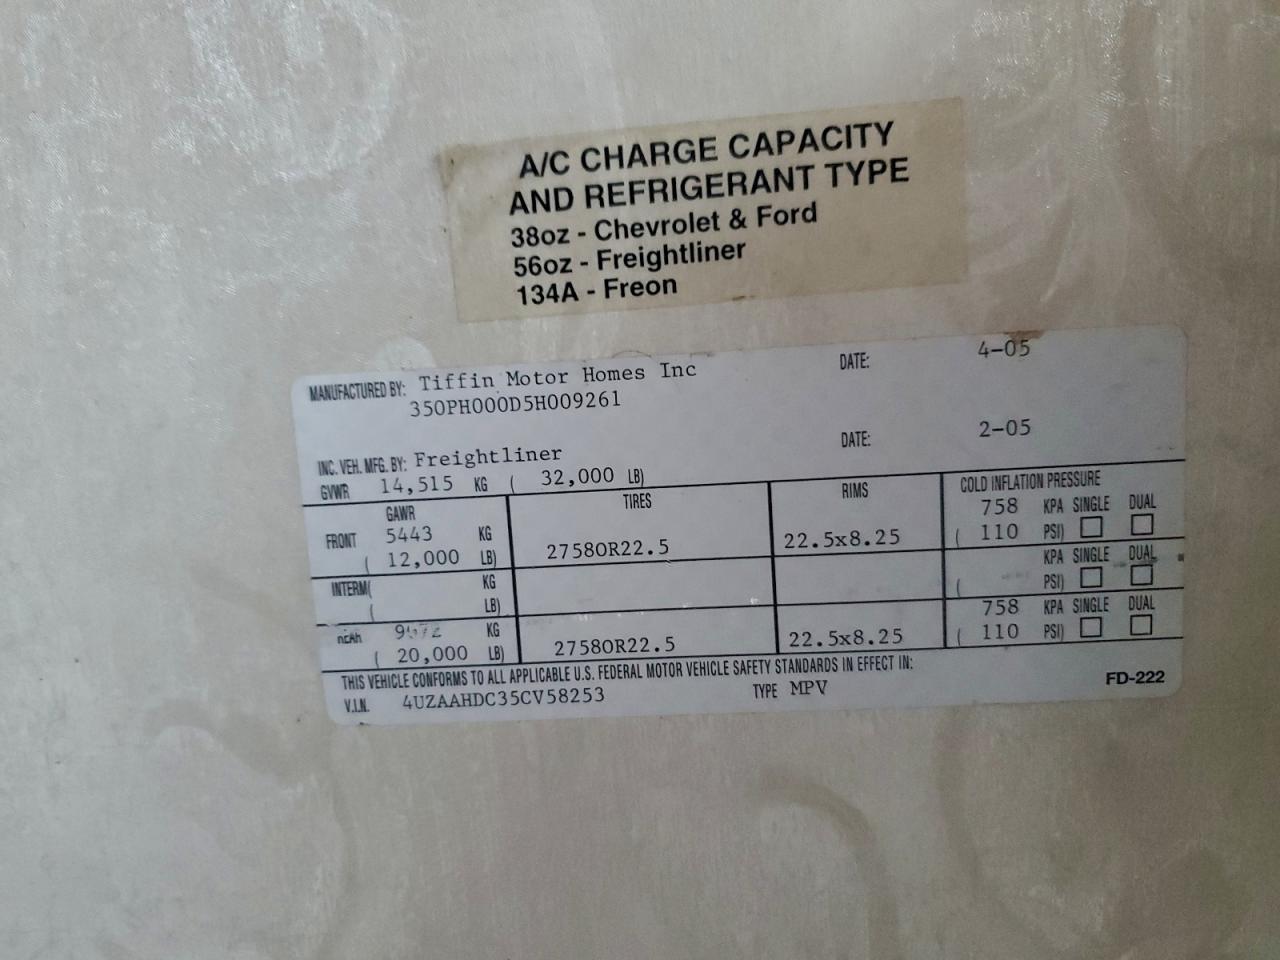 A/C CHARGE CAPACITY
AND REFRIGERANT TYPE
38oz - Chevrolet & Ford
56oz - Freightliner
134A - Freon
MANUFACTURED BY: Tiffin Motor Homes Inc DATE: 4-05
350PH000D5H009261
INC. VEH. MFG. BY: Freightliner DATE: 2-05
GVWR 14,515 KG ( 32,000 LB)
GAWR TIRES RIMS COLD INFLATION PRESSURE
FRONT 5443 KG 758 KPA SINGLE DUAL
( 12,000 LB) 27580R22.5 22.5x8.25 ( 110 PSI)
INTERM( KG KPA SINGLE DUAL
( LB) ( PSI)
REAR KG 758 KPA SINGLE DUAL
( 20,000 LB) 27580R22.5 22.5x8.25 ( 110 PSI)
THIS VEHICLE CONFORMS TO ALL APPLICABLE U.S. FEDERAL MOTOR VEHICLE SAFETY STANDARDS IN EFFECT IN:
V.I.N. 4UZAAHDC35CV58253 TYPE MPV FD-222